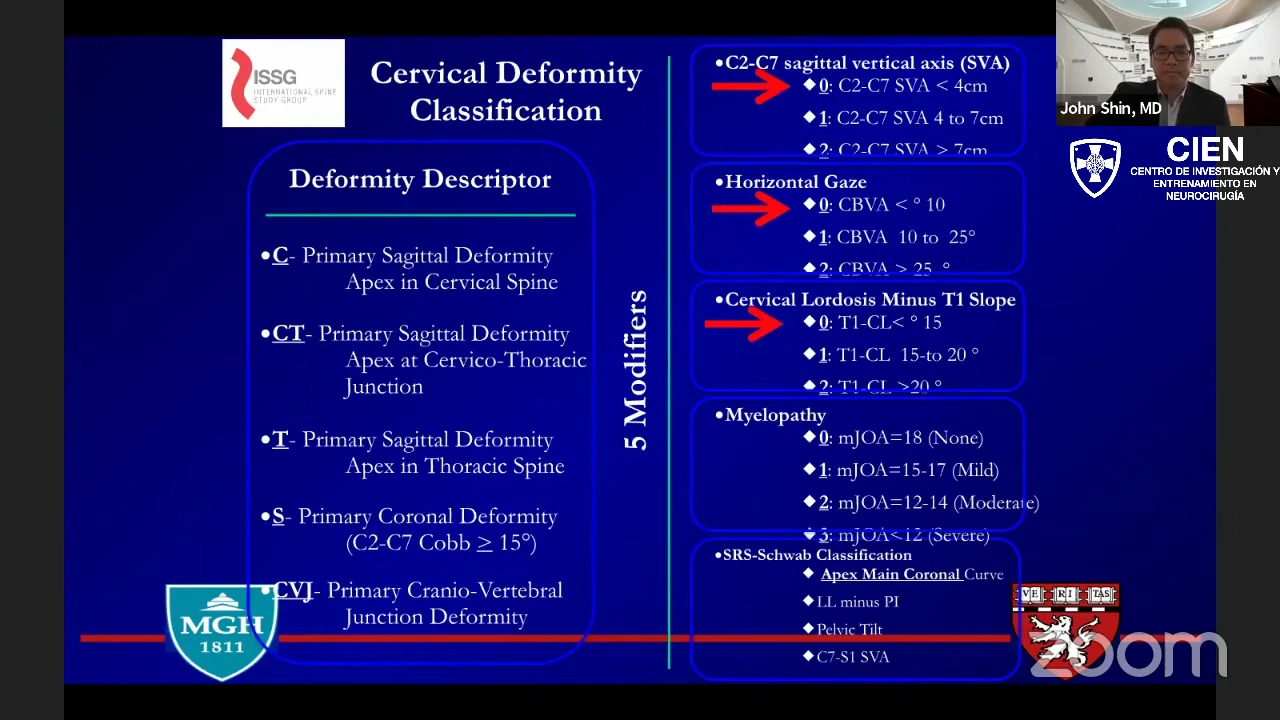 ISSG
INTERNATIONAL SPINE
STUDY GROUP
Cervical Deformity
Classification
Deformity Descriptor
•C- Primary Sagittal Deformity
Apex in Cervical Spine
•CT- Primary Sagittal Deformity
Apex at Cervico-Thoracic
Junction
•T- Primary Sagittal Deformity
Apex in Thoracic Spine
•S- Primary Coronal Deformity
(C2-C7 Cobb ≥ 15°)
•CVJ- Primary Cranio-Vertebral
Junction Deformity
MGH
1811
5 Modifiers
•C2-C7 sagittal vertical axis (SVA)
◆0: C2-C7 SVA < 4cm
◆1: C2-C7 SVA 4 to 7cm
◆2: C2-C7 SVA > 7cm
•Horizontal Gaze
◆0: CBVA < ° 10
◆1: CBVA 10 to 25°
◆2: CBVA > 25 °
•Cervical Lordosis Minus T1 Slope
◆0: T1-CL< ° 15
◆1: T1-CL 15-to 20 °
◆2: T1-CL >20 °
•Myelopathy
◆0: mJOA=18 (None)
◆1: mJOA=15-17 (Mild)
◆2: mJOA=12-14 (Moderate)
◆3: mJOA<12 (Severe)
•SRS-Schwab Classification
◆ Apex Main Coronal Curve
◆LL minus PI
◆Pelvic Tilt
◆C7-S1 SVA
John Shin, MD
CIEN
CENTRO DE INVESTIGACIÓN Y
ENTRENAMIENTO EN
NEUROCIRUGÍA
VE RI TAS
zoom